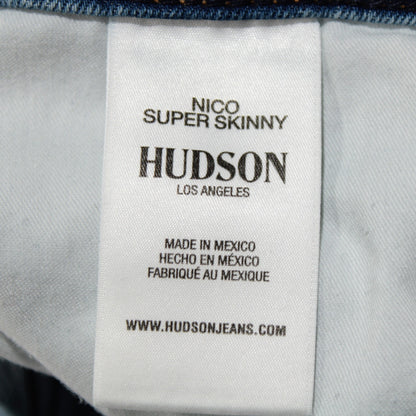 NICO
SUPER SKINNY
HUDSON
LOS ANGELES
MADE IN MEXICO
HECHO EN MÉXICO
FABRIQUÉ AU MEXIQUE
WWW.HUDSONJEANS.COM